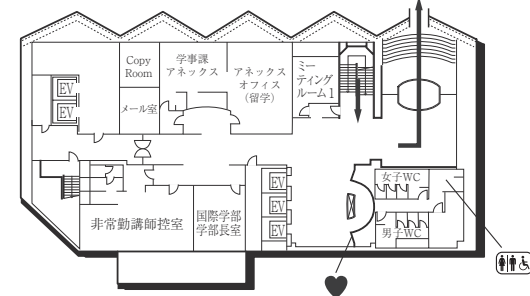 Copy
Room
学事課
アネックス
アネックス
オフィス
（留学）
ミー
ティング
ルーム1
EV
EV
メール室
EV
EV
EV
女子WC
男子WC
非常勤講師控室
国際学部
学部長室